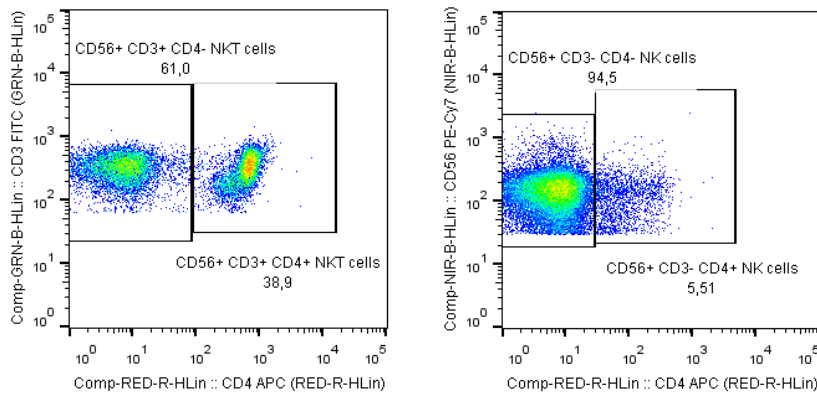 CD56+ CD3+ CD4- NKT cells
61,0
10^5
10^4
10^3
10^2
10^1
10^0
Comp-GRN-B-HLin :: CD3 FITC (GRN-B-HLin)
CD56+ CD3+ CD4+ NKT cells
38,9
10^0 10^1 10^2 10^3 10^4 10^5
Comp-RED-R-HLin :: CD4 APC (RED-R-HLin)
CD56+ CD3- CD4- NK cells
94,5
10^5
10^4
10^3
10^2
10^1
10^0
Comp-NIR-B-HLin :: CD56 PE-Cy7 (NIR-B-HLin)
CD56+ CD3- CD4+ NK cells
5,51
10^0 10^1 10^2 10^3 10^4 10^5
Comp-RED-R-HLin :: CD4 APC (RED-R-HLin)